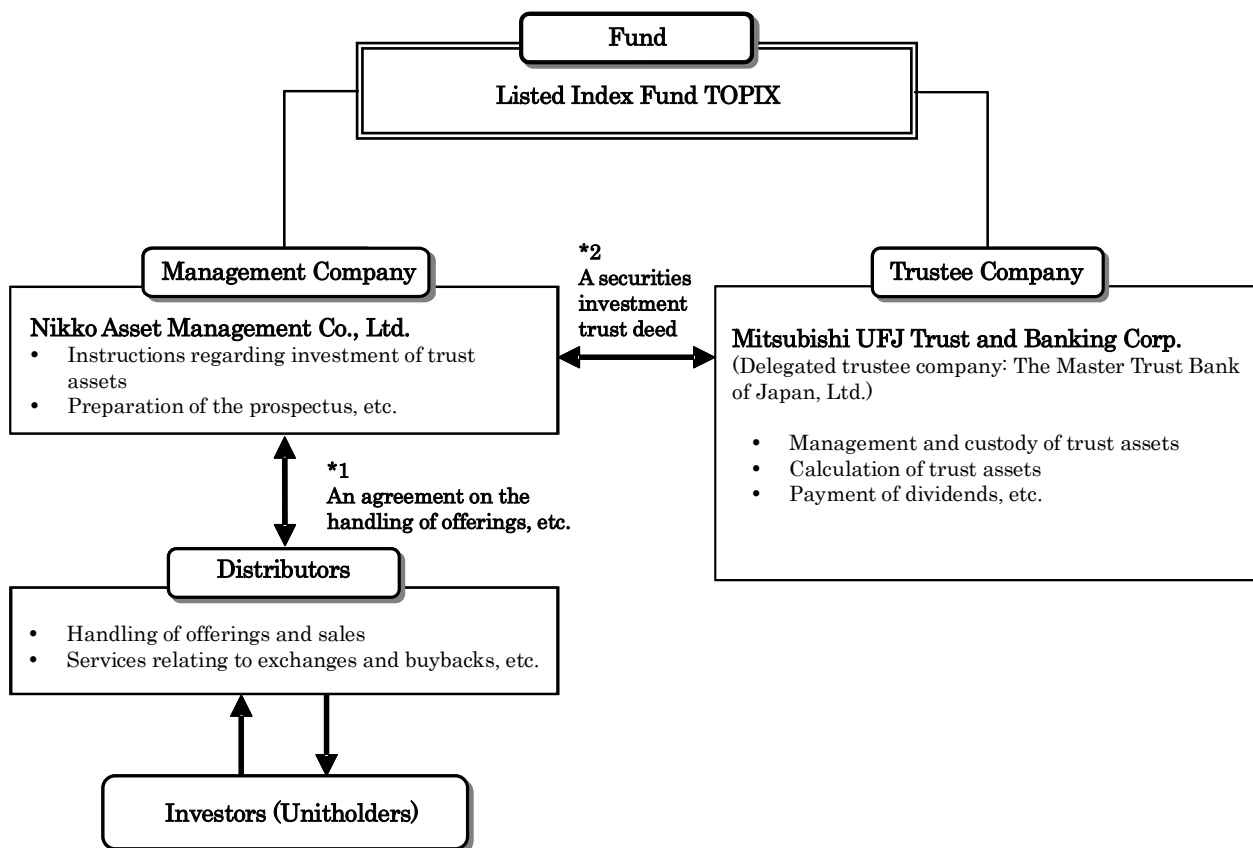 Fund
Listed Index Fund TOPIX
Management Company
Nikko Asset Management Co., Ltd.
• Instructions regarding investment of trust
assets
• Preparation of the prospectus, etc.
*2
A securities
investment
trust deed
Trustee Company
Mitsubishi UFJ Trust and Banking Corp.
(Delegated trustee company: The Master Trust Bank
of Japan, Ltd.)
• Management and custody of trust assets
• Calculation of trust assets
• Payment of dividends, etc.
*1
An agreement on the
handling of offerings, etc.
Distributors
• Handling of offerings and sales
• Services relating to exchanges and buybacks, etc.
Investors (Unitholders)